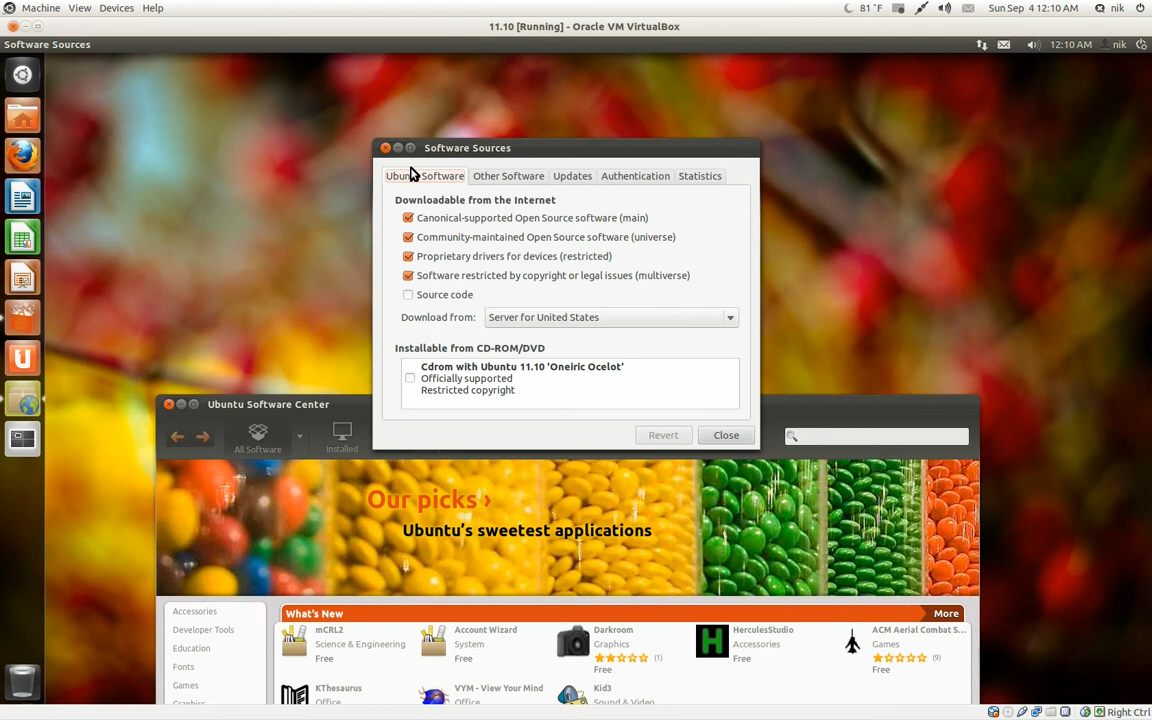 Machine View Devices Help
81 °F
Sun Sep 4 12:10 AM
nik
11.10 [Running] - Oracle VM VirtualBox
Software Sources
12:10 AM
nik
Software Sources
Ubuntu Software
Other Software
Updates
Authentication
Statistics
Downloadable from the Internet
Canonical-supported Open Source software (main)
Community-maintained Open Source software (universe)
Proprietary drivers for devices (restricted)
Software restricted by copyright or legal issues (multiverse)
Source code
Download from: Server for United States
Installable from CD-ROM/DVD
Cdrom with Ubuntu 11.10 'Oneiric Ocelot'
Officially supported
Restricted copyright
Revert
Close
Ubuntu Software Center
All Software
Installed
Our picks ›
Ubuntu's sweetest applications
Accessories
Developer Tools
Education
Fonts
Games
What's New
More
mCRL2
Science & Engineering
Free
Account Wizard
System
Free
Darkroom
Graphics
(1)
Free
HerculesStudio
Accessories
Free
ACM Aerial Combat S...
Games
(9)
Free
KThesaurus
Office
VYM - View Your Mind
Office
Kid3
Sound & Video
U
H
Right Ctrl